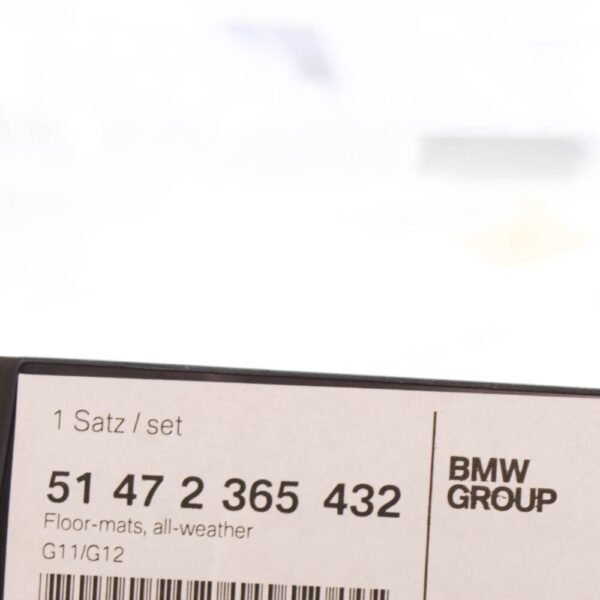 1 Satz / set
51 47 2 365 432
Floor-mats, all-weather
G11/G12
BMW
GROUP